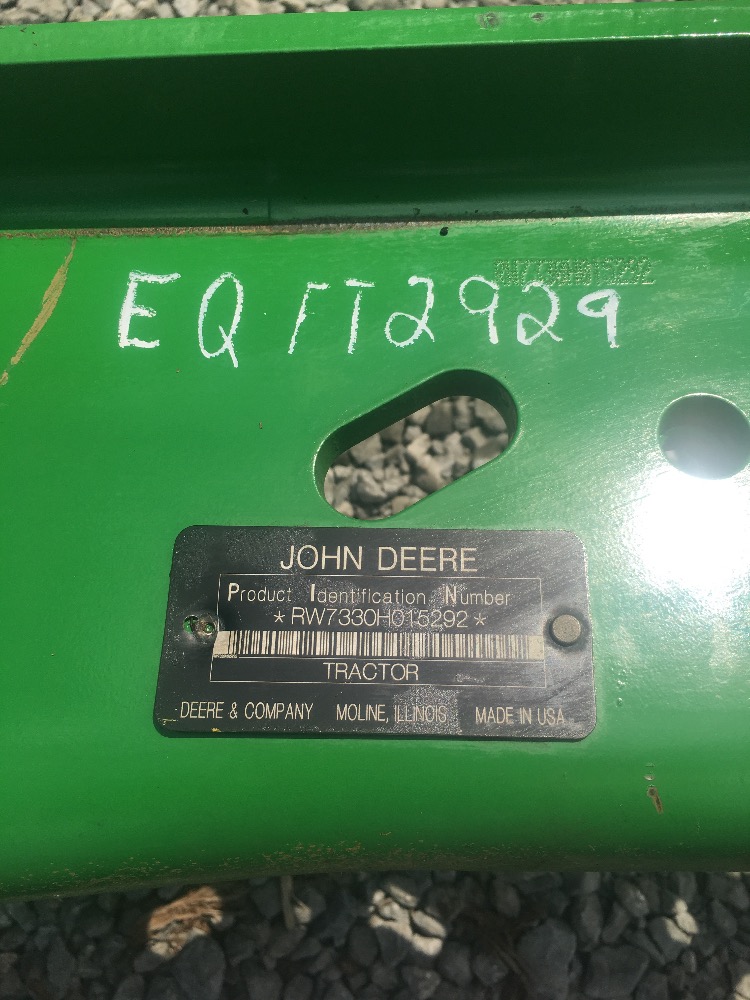 EQ FT2929
JOHN DEERE
Product Identification Number
*RW7330H015292*
TRACTOR
DEERE & COMPANY MOLINE, ILLINOIS MADE IN USA